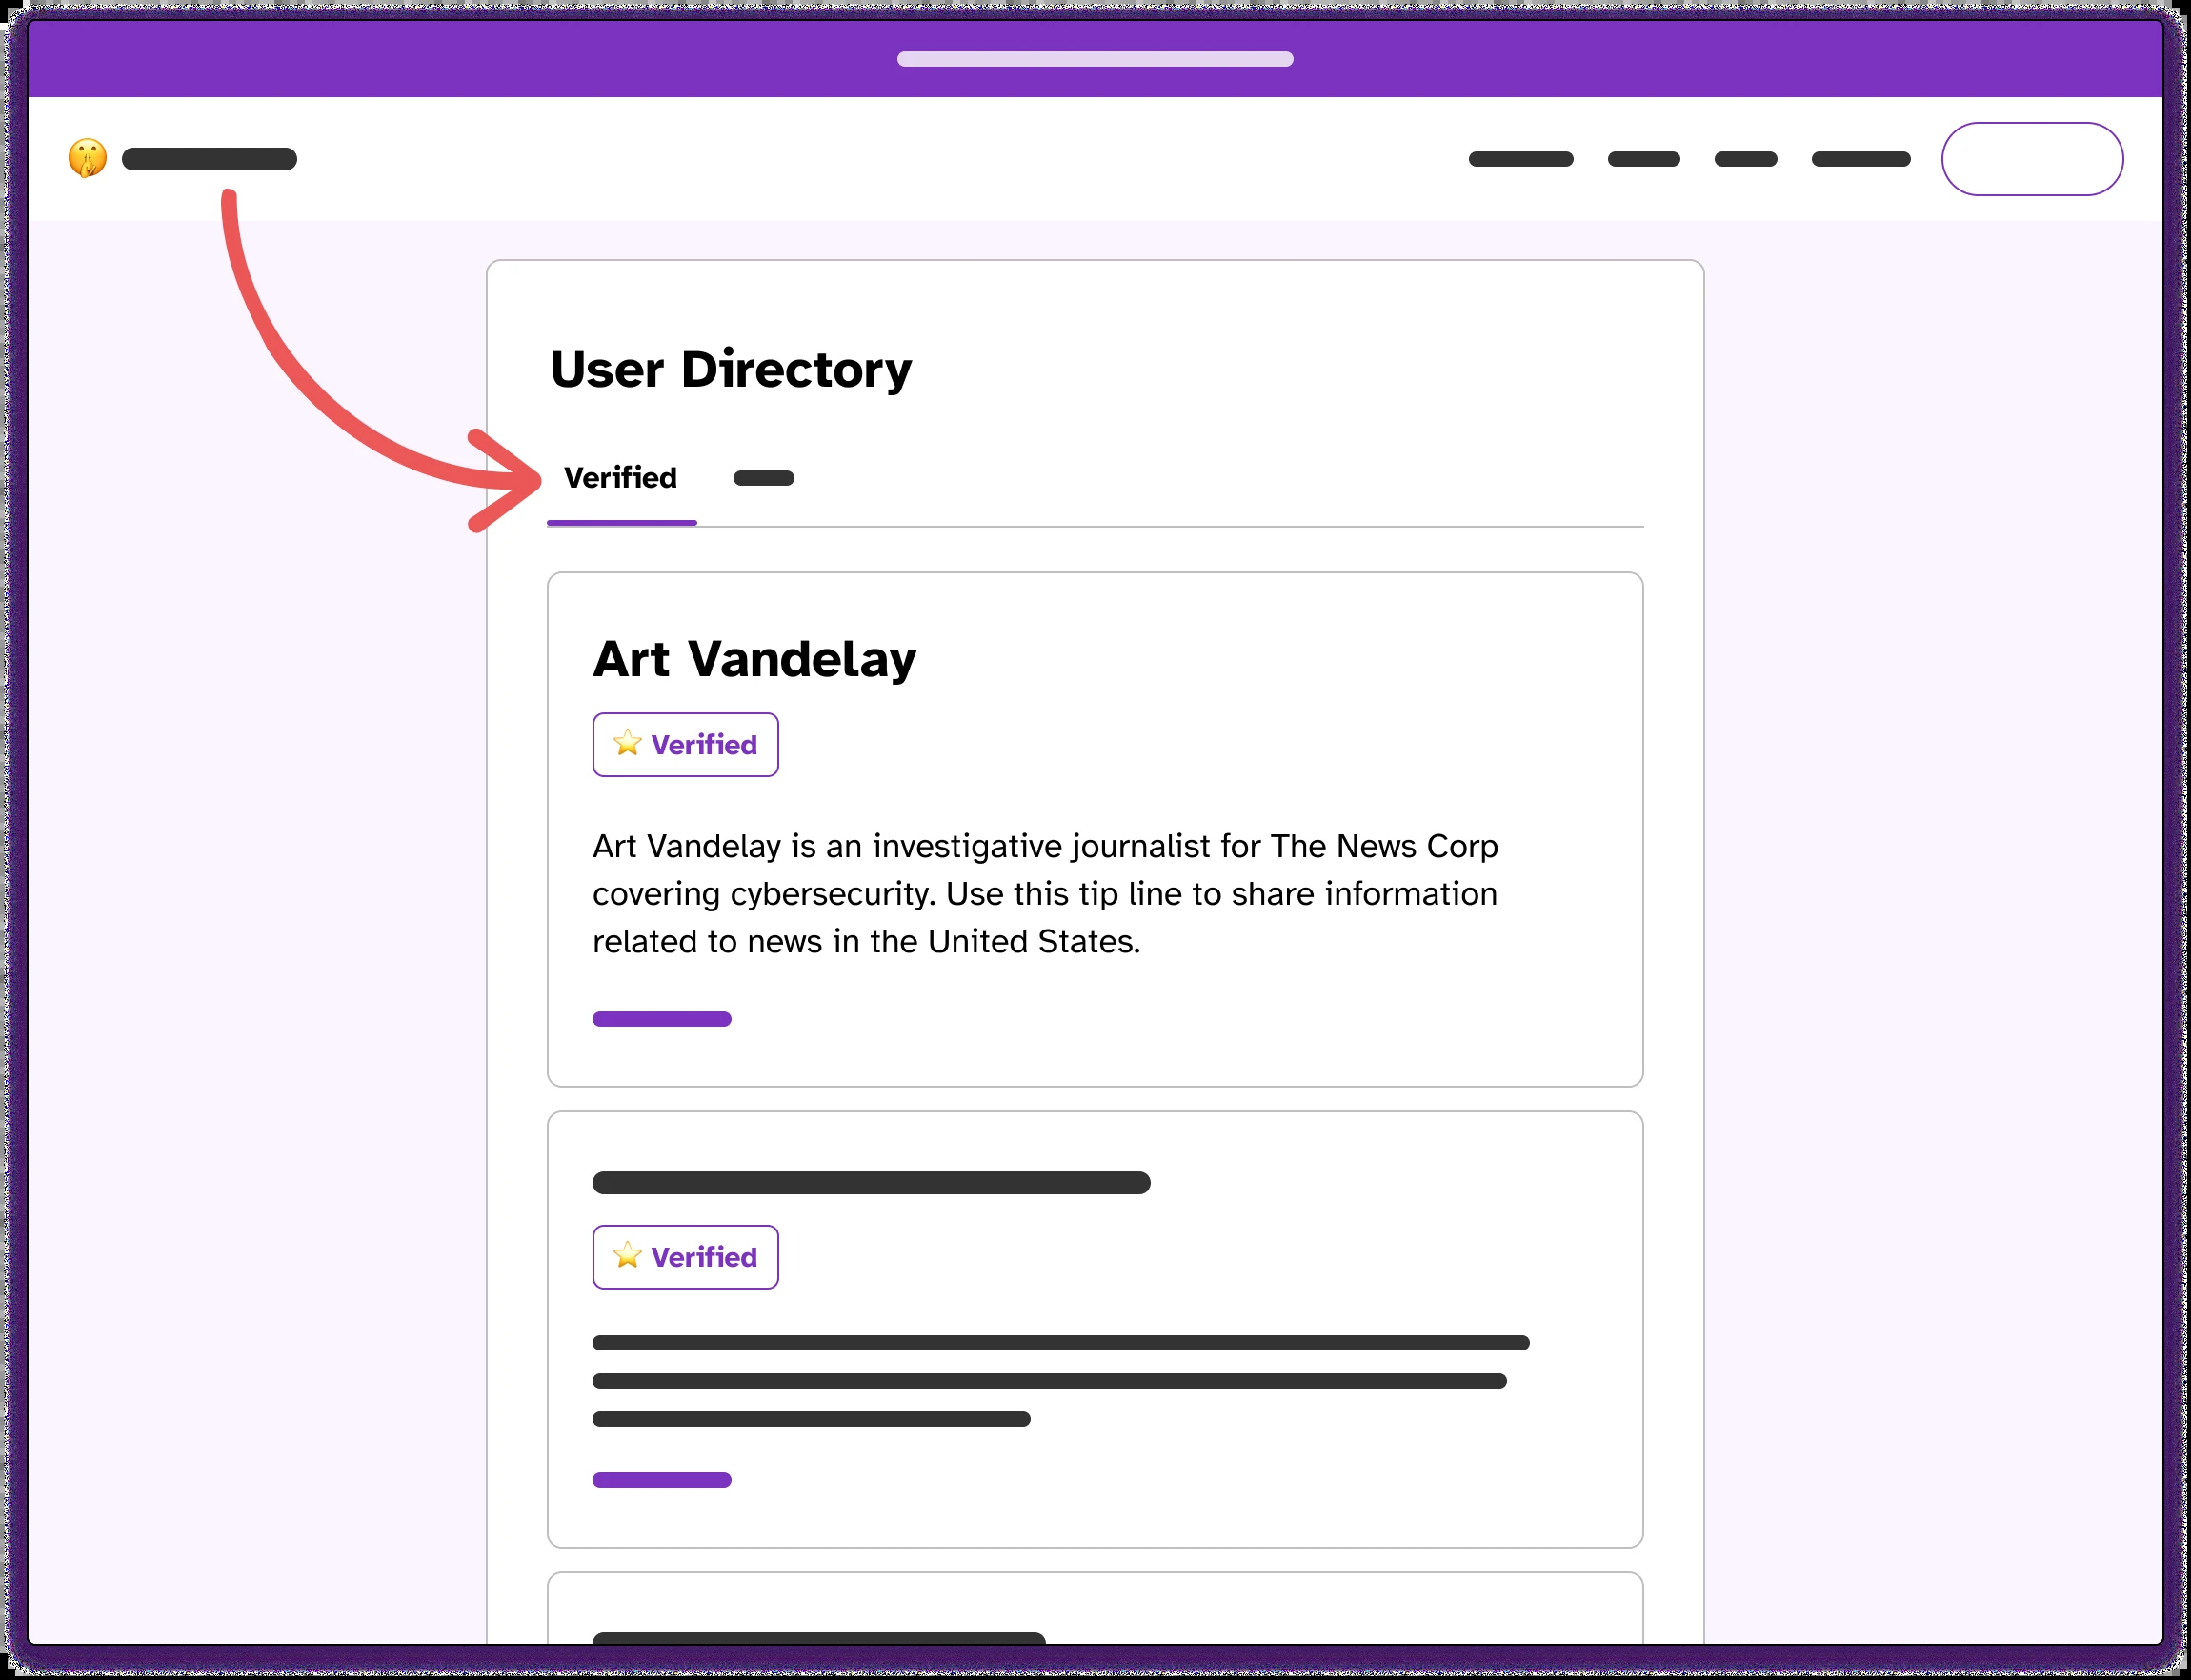 User Directory
Verified
Art Vandelay
Verified
Art Vandelay is an investigative journalist for The News Corp
covering cybersecurity. Use this tip line to share information
related to news in the United States.
Verified